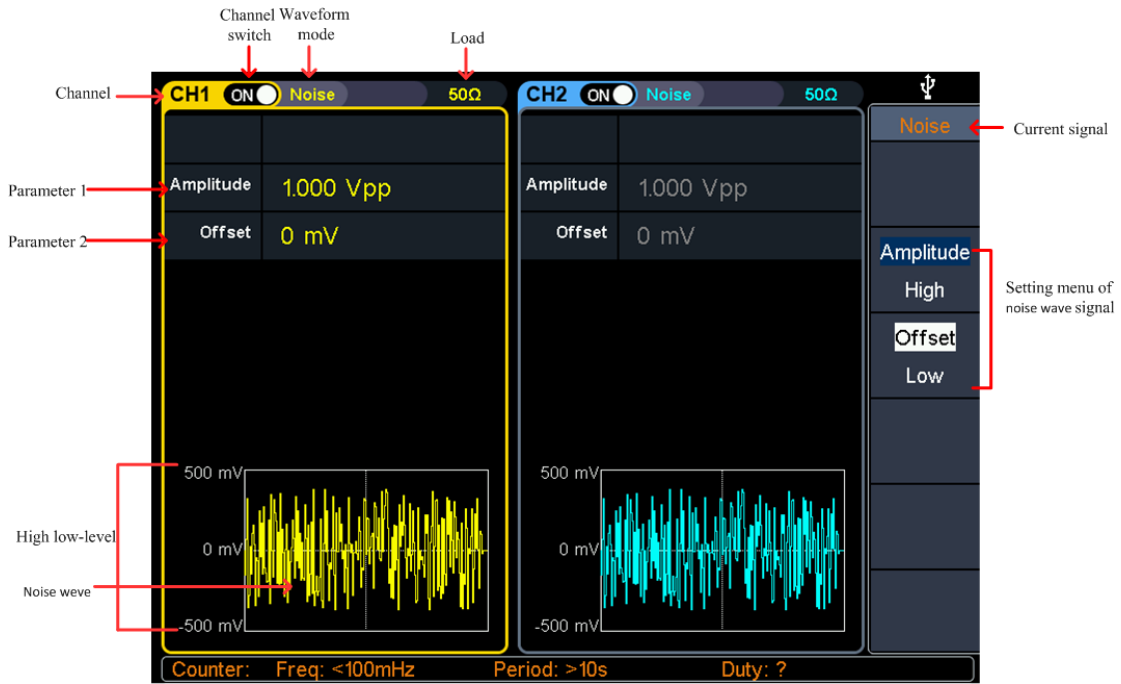 Channel Waveform
switch mode
Load
Channel
CH1 ON Noise 50Ω
CH2 ON Noise 50Ω
Noise
Current signal
Parameter 1
Amplitude 1.000 Vpp
Amplitude 1.000 Vpp
Parameter 2
Offset 0 mV
Offset 0 mV
Amplitude
High
Offset
Low
Setting menu of
noise wave signal
500 mV
0 mV
-500 mV
500 mV
0 mV
-500 mV
High low-level
Noise weve
Counter: Freq: <100mHz Period: >10s Duty: ?